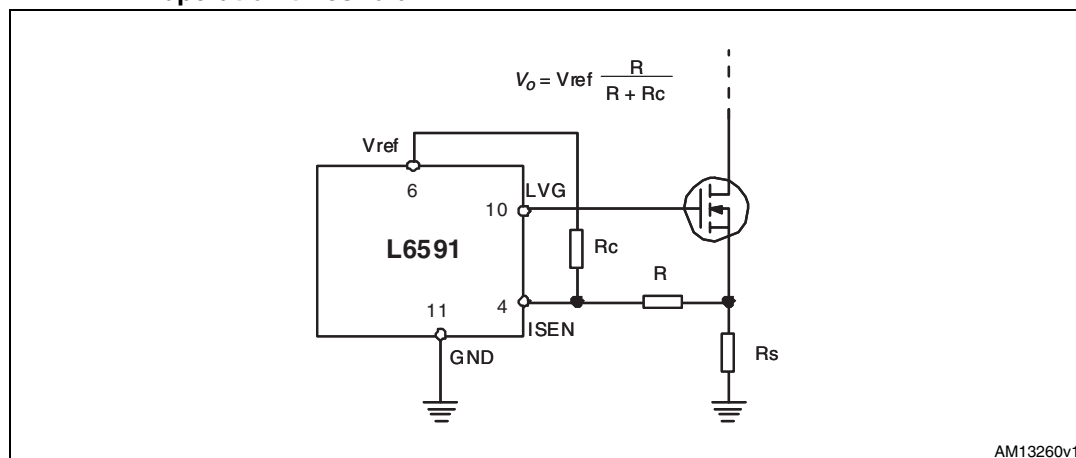 V_o = Vref R / (R + Rc)
Vref
6
LVG
10
L6591
Rc
R
4
11
ISEN
GND
Rs
AM13260v1